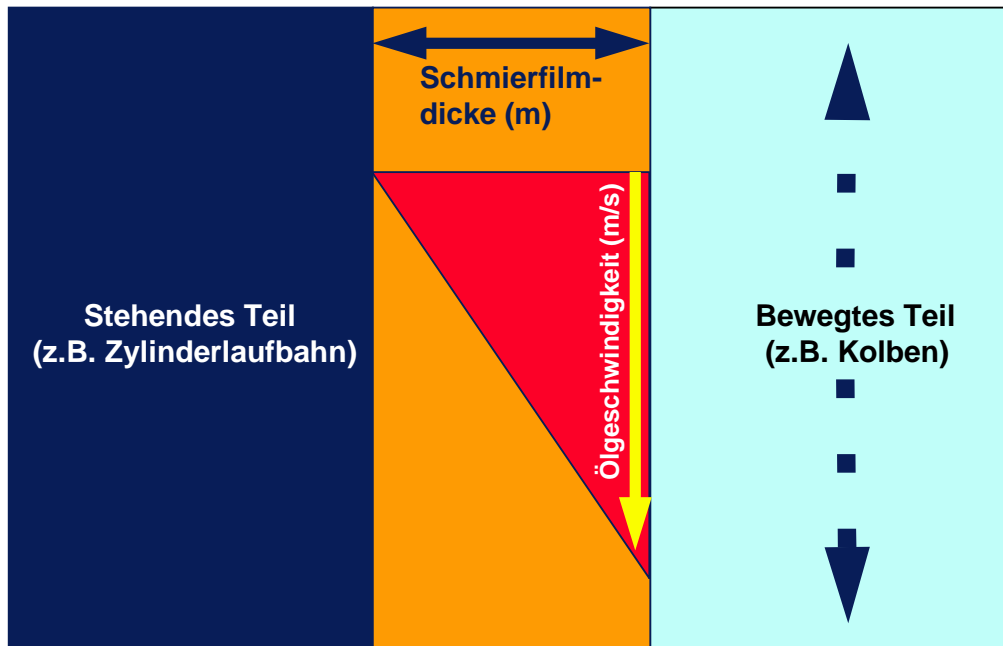 Schmierfilm-
dicke (m)
Ölgeschwindigkeit (m/s)
Stehendes Teil
(z.B. Zylinderlaufbahn)
Bewegtes Teil
(z.B. Kolben)